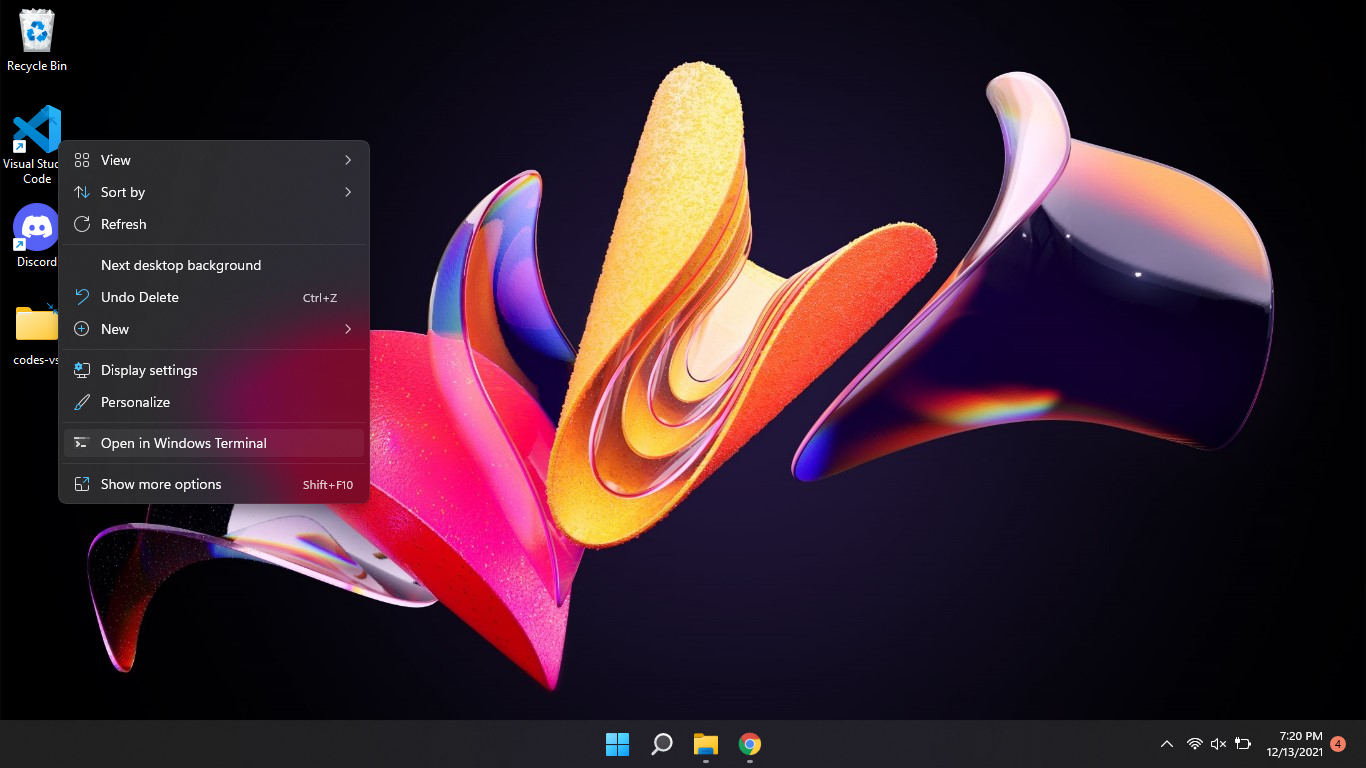 Recycle Bin
Visual Stud
Code
Discord
codes-vs
View
Sort by
Refresh
Next desktop background
Undo Delete Ctrl+Z
New
Display settings
Personalize
Open in Windows Terminal
Show more options Shift+F10
7:20 PM
12/13/2021
4